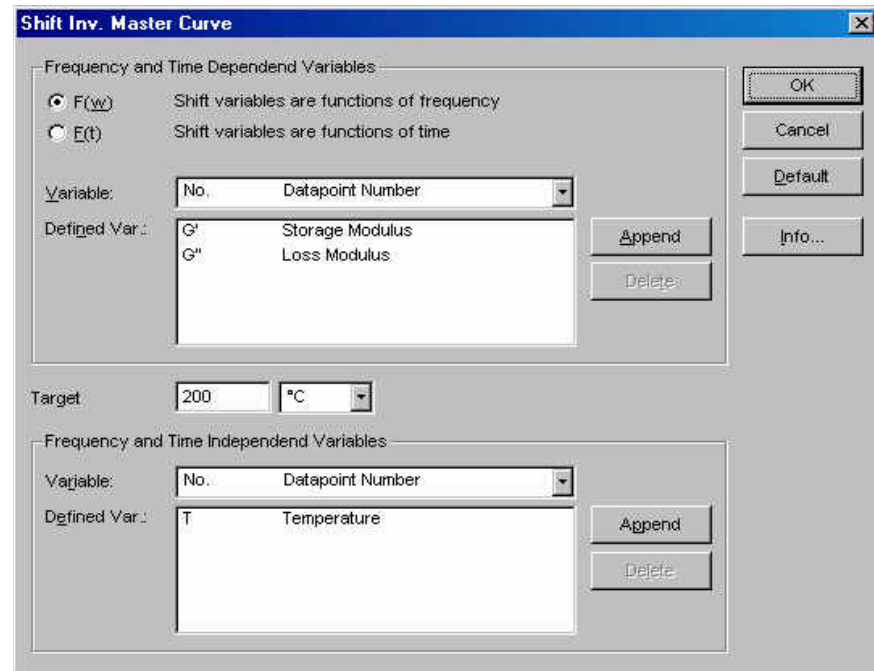 Shift Inv. Master Curve
Frequency and Time Dependend Variables
F(w) Shift variables are functions of frequency
F(t) Shift variables are functions of time
Variable: No. Datapoint Number
Defined Var.: G' Storage Modulus
G" Loss Modulus
Append
Delete
OK
Cancel
Default
Info...
Target 200 °C
Frequency and Time Independend Variables
Variable: No. Datapoint Number
Defined Var.: T Temperature
Append
Delete